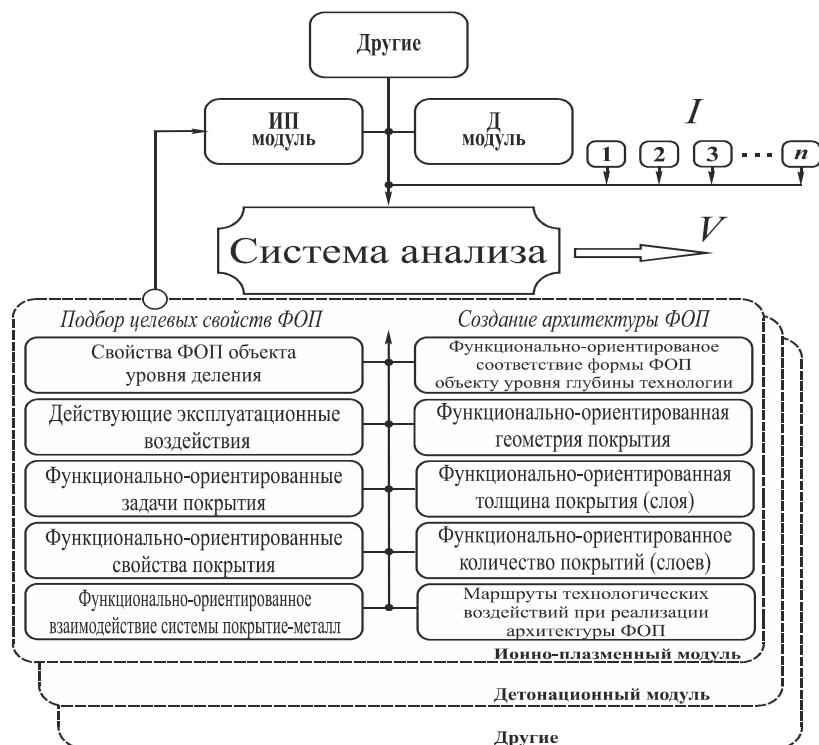 Другие
ИП
модуль
Д
модуль
I
1 2 3 ... n
Система анализа
V
Подбор целевых свойств ФОП
Свойства ФОП объекта
уровня деления
Действующие эксплуатационные
воздействия
Функционально-ориентированные
задачи покрытия
Функционально-ориентированные
свойства покрытия
Функционально-ориентированное
взаимодействие системы покрытие-металл
Создание архитектуры ФОП
Функционально-ориентированое
соответствие формы ФОП
объекту уровня глубины технологии
Функционально-ориентированная
геометрия покрытия
Функционально-ориентированная
толщина покрытия (слоя)
Функционально-ориентированное
количество покрытий (слоев)
Маршруты технологических
воздействий при реализации
архитектуры ФОП
Ионно-плазменный модуль
Детонационный модуль
Другие